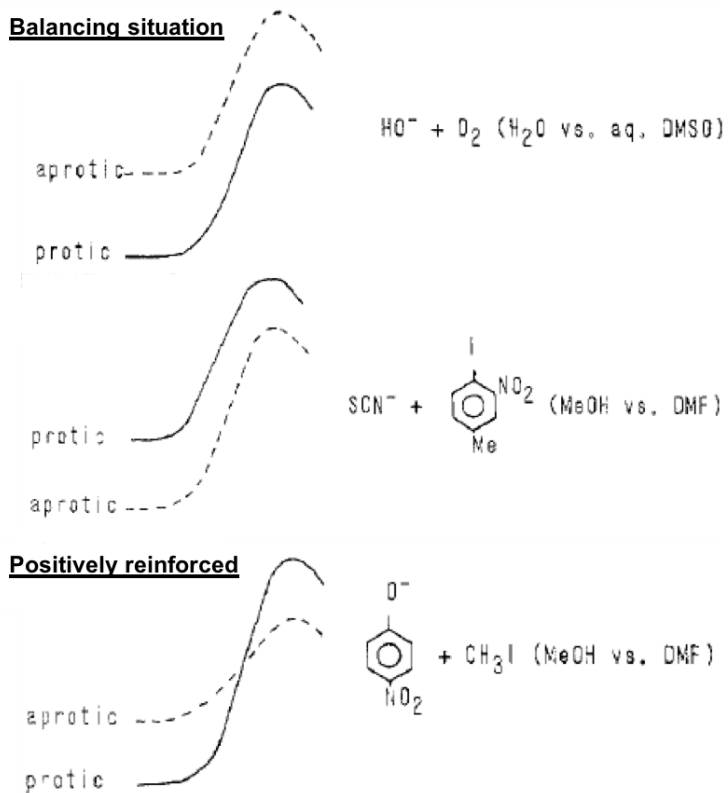 Balancing situation
aprotic
HO⁻ + D₂ (H₂O vs. aq. DMSO)
protic
I
NO₂
SCN⁻ + (MeOH vs. DMF)
protic
Me
aprotic
Positively reinforced
O⁻
+ CH₃I (MeOH vs. DMF)
NO₂
aprotic
protic